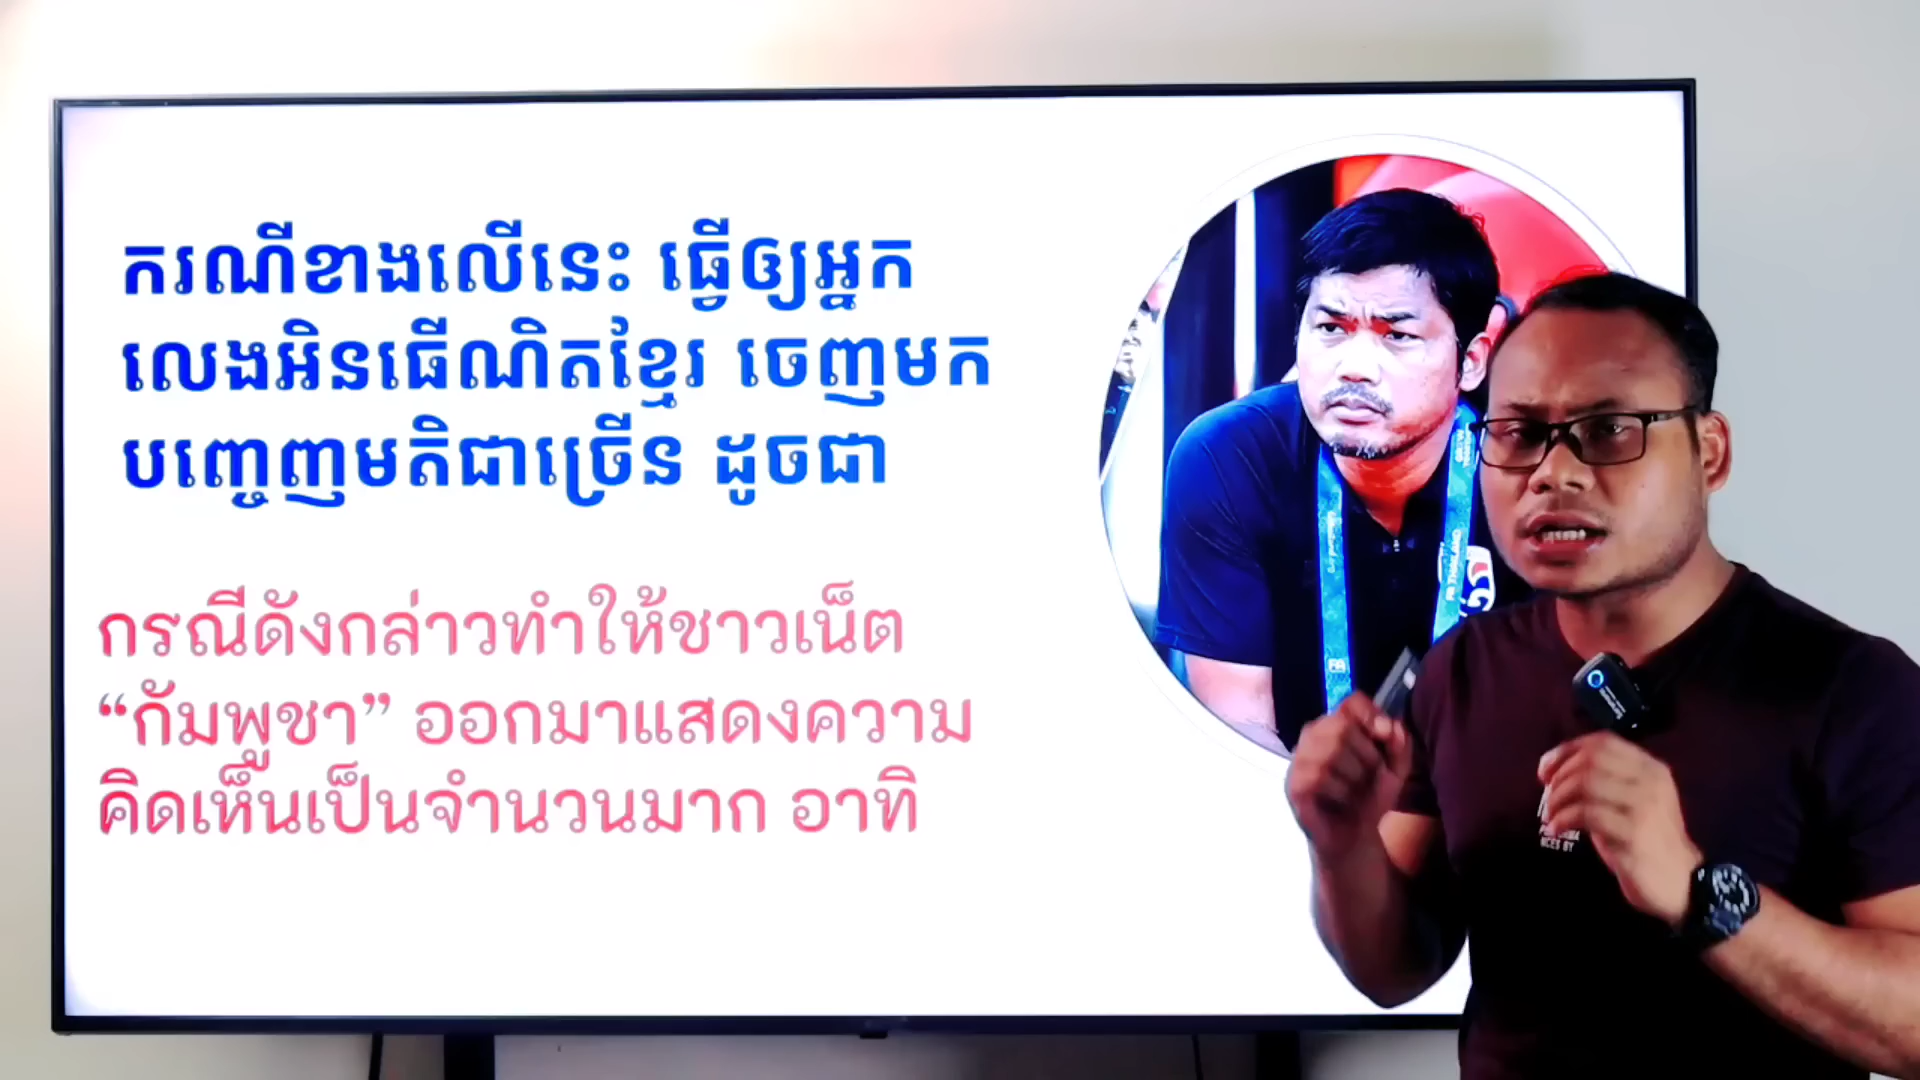 ករណីខាងលើនេះ ធ្វើឲ្យអ្នក
លេងអិនធើណិតខ្មែរ ចេញមក
បញ្ចេញមតិជាច្រើន ដូចជា
กรณีดังกล่าวทำให้ชาวเน็ต
“กัมพูชา” ออกมาแสดงความ
คิดเห็นเป็นจำนวนมาก อาทิ
FA THAILAND
FA
NCES BY